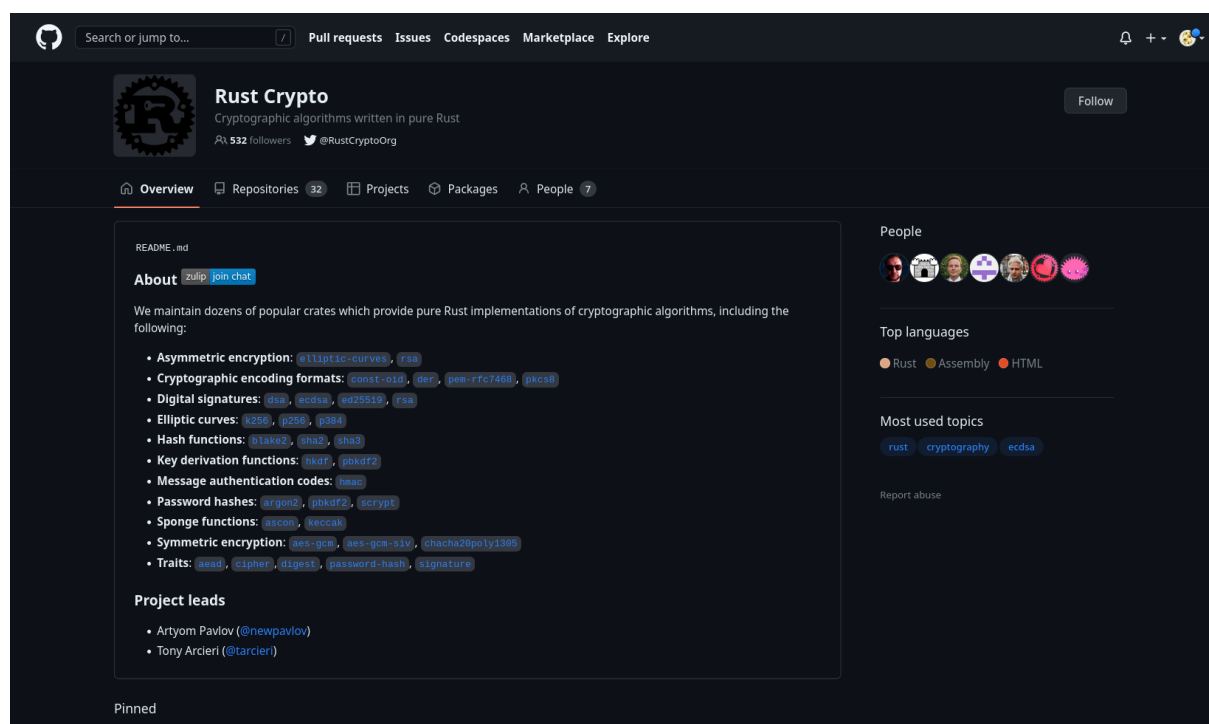 Search or jump to... / Pull requests Issues Codespaces Marketplace Explore
Rust Crypto
Cryptographic algorithms written in pure Rust
532 followers @RustCryptoOrg
Follow
Overview Repositories 32 Projects Packages People 7
README.md
About zulip join chat
We maintain dozens of popular crates which provide pure Rust implementations of cryptographic algorithms, including the
following:
• Asymmetric encryption: elliptic-curves, rsa
• Cryptographic encoding formats: const-oid, der, pem-rfc7468, pkcs8
• Digital signatures: dsa, ecdsa, ed25519, rsa
• Elliptic curves: k256, p256, p384
• Hash functions: blake2, sha2, sha3
• Key derivation functions: hkdf, pbkdf2
• Message authentication codes: hmac
• Password hashes: argon2, pbkdf2, scrypt
• Sponge functions: ascon, keccak
• Symmetric encryption: aes-gcm, aes-gcm-siv, chacha20poly1305
• Traits: aead, cipher, digest, password-hash, signature
Project leads
• Artyom Pavlov (@newpavlov)
• Tony Arcieri (@tarcieri)
Pinned
People
Top languages
Rust Assembly HTML
Most used topics
rust cryptography ecdsa
Report abuse